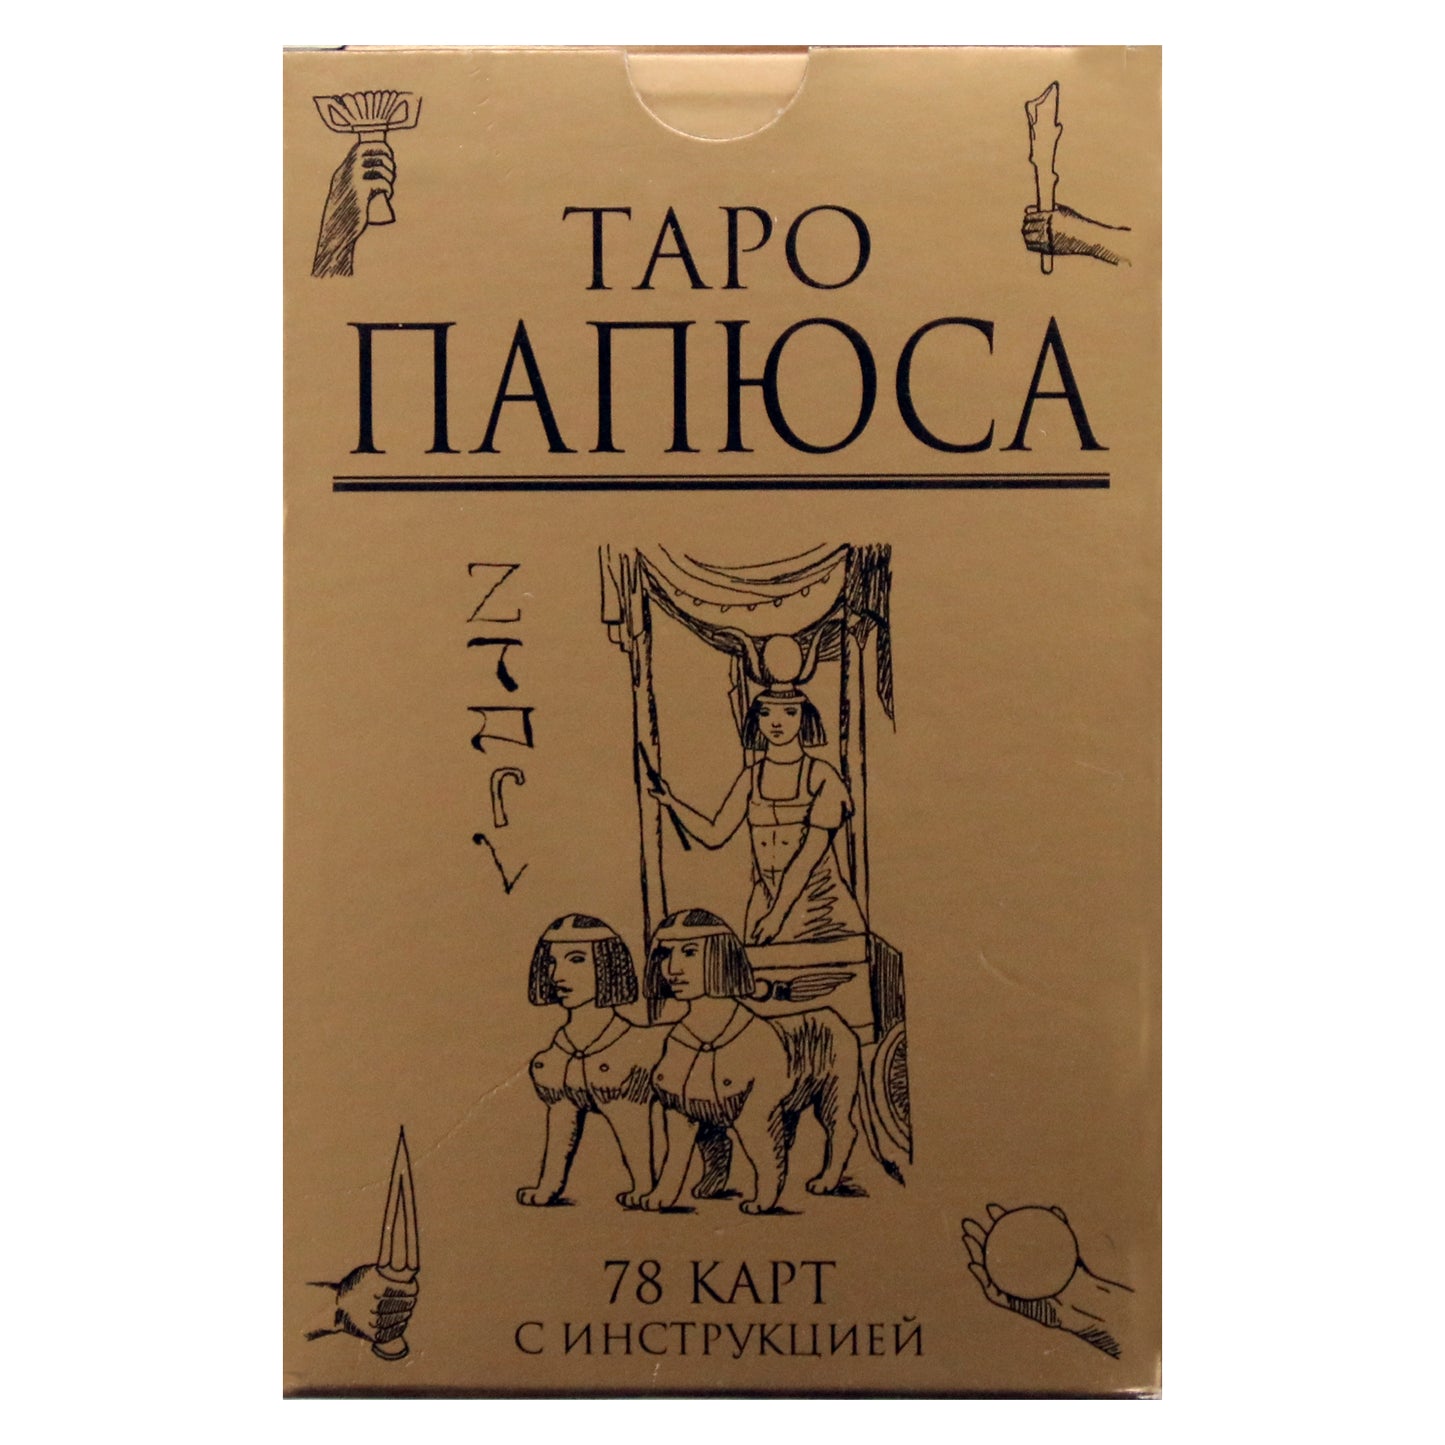 ТАРО
ПАПЮСА
Z
78 КАРТ
С ИНСТРУКЦИЕЙ